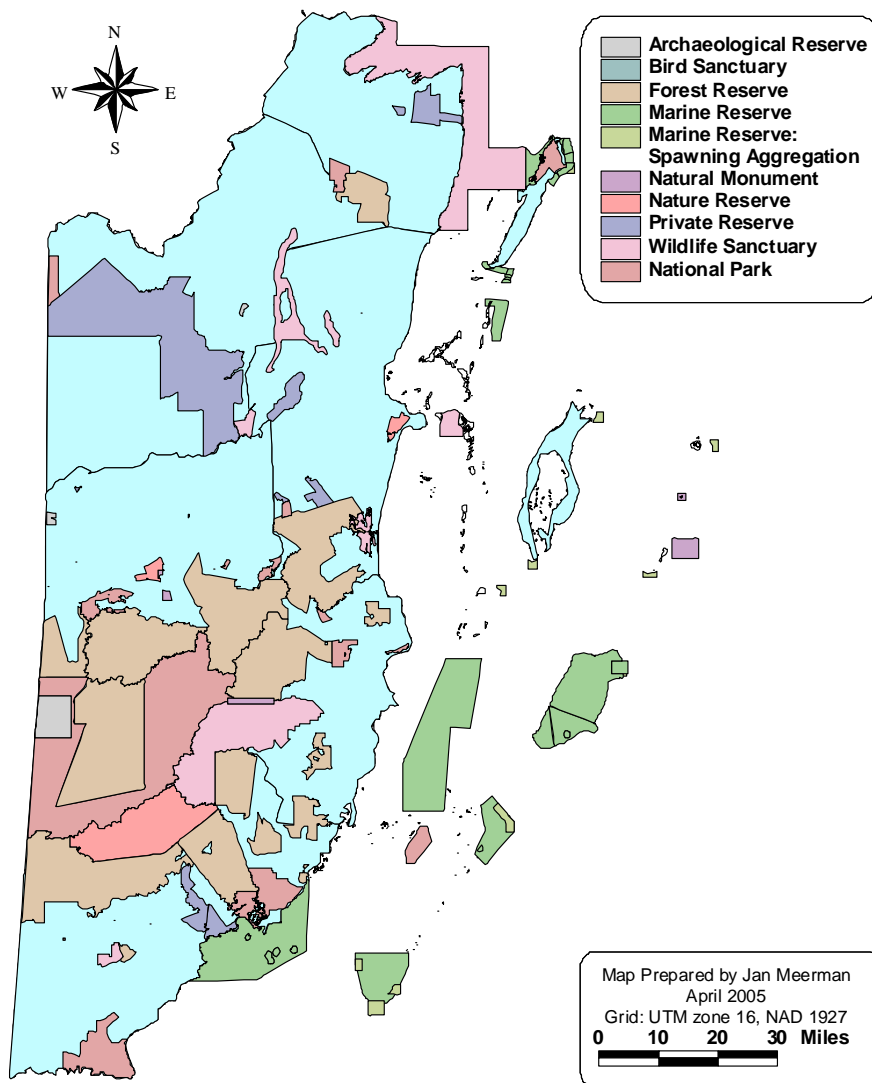 N
W E
S
Archaeological Reserve
Bird Sanctuary
Forest Reserve
Marine Reserve
Marine Reserve:
Spawning Aggregation
Natural Monument
Nature Reserve
Private Reserve
Wildlife Sanctuary
National Park
Map Prepared by Jan Meerman
April 2005
Grid: UTM zone 16, NAD 1927
0 10 20 30 Miles